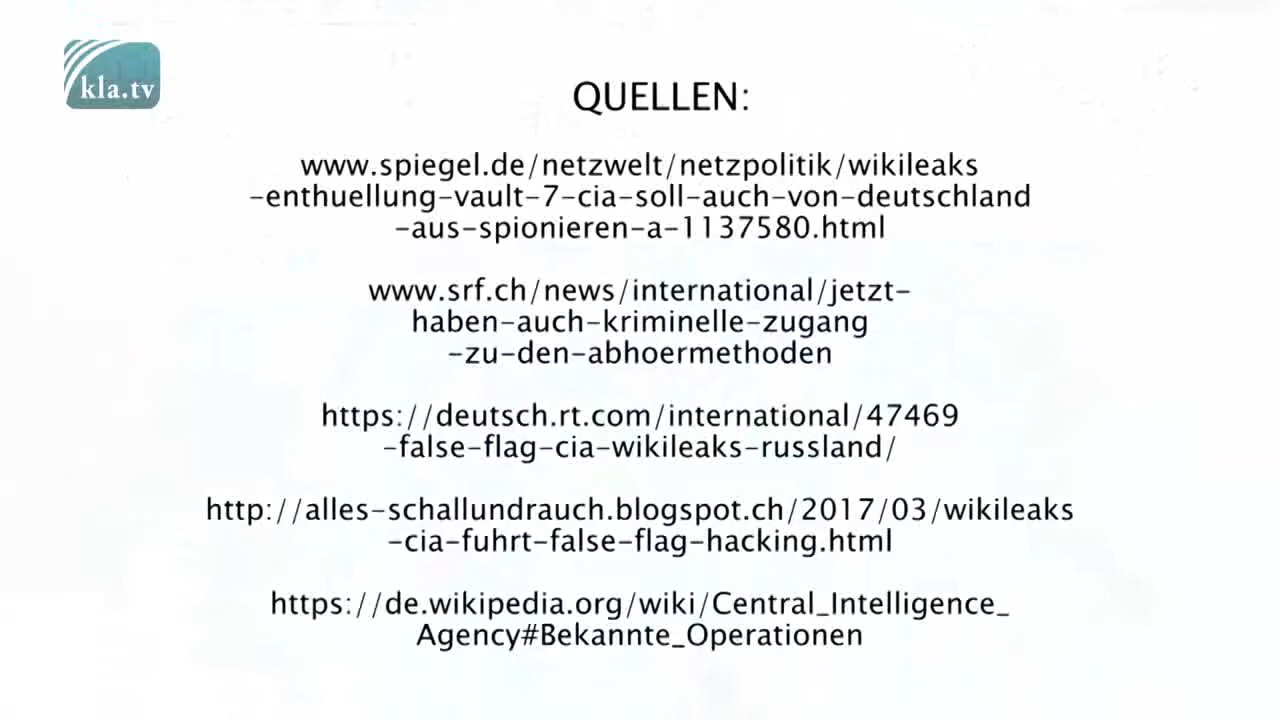 kla.tv
QUELLEN:
www.spiegel.de/netzwelt/netzpolitik/wikileaks
-enthuellung-vault-7-cia-soll-auch-von-deutschland
-aus-spionieren-a-1137580.html
www.srf.ch/news/international/jetzt-
haben-auch-kriminelle-zugang
-zu-den-abhoermethoden
https://deutsch.rt.com/international/47469
-false-flag-cia-wikileaks-russland/
http://alles-schallundrauch.blogspot.ch/2017/03/wikileaks
-cia-fuhrt-false-flag-hacking.html
https://de.wikipedia.org/wiki/Central_Intelligence_
Agency#Bekannte_Operationen